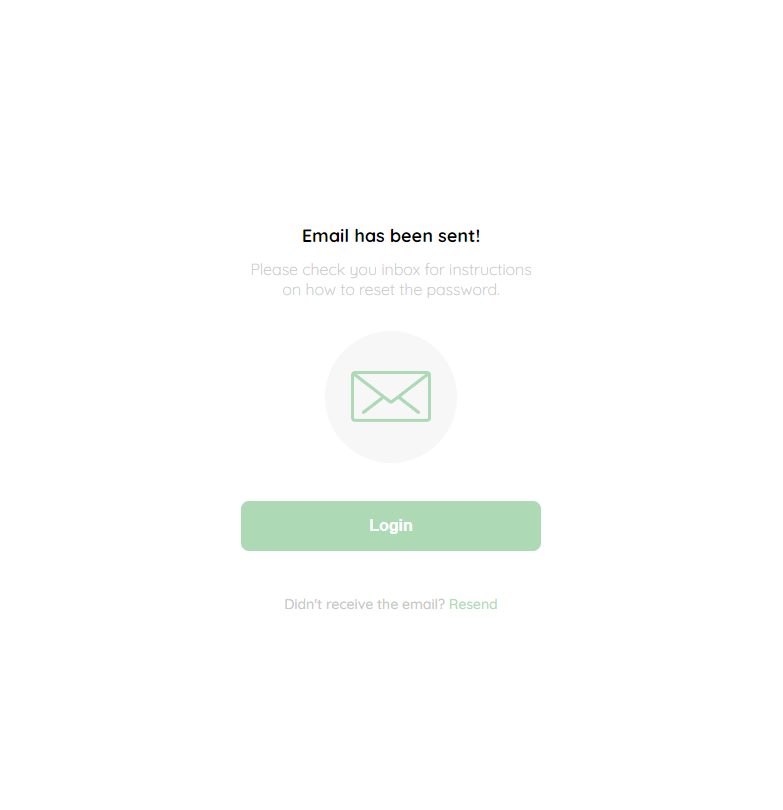 Email has been sent!
Please check you inbox for instructions
on how to reset the password.
Login
Didn't receive the email? Resend